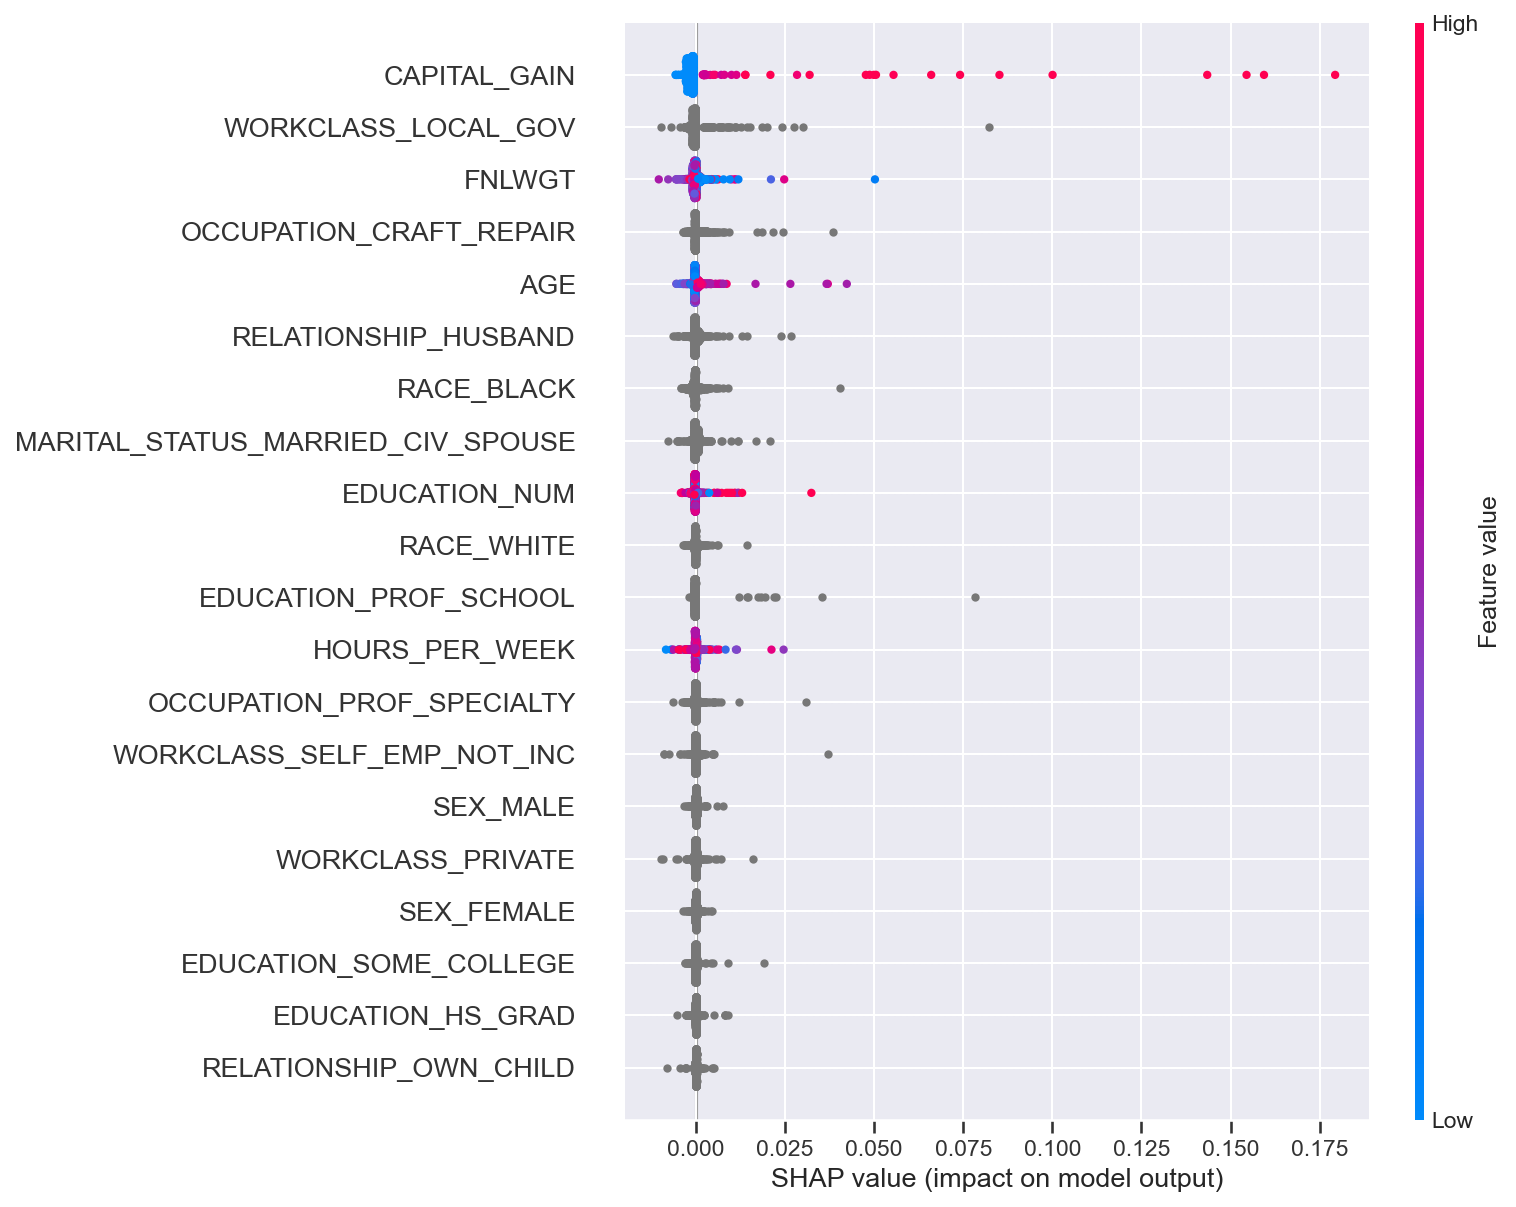 High
CAPITAL_GAIN
WORKCLASS_LOCAL_GOV
FNLWGT
OCCUPATION_CRAFT_REPAIR
AGE
RELATIONSHIP_HUSBAND
RACE_BLACK
MARITAL_STATUS_MARRIED_CIV_SPOUSE
EDUCATION_NUM
RACE_WHITE
EDUCATION_PROF_SCHOOL
HOURS_PER_WEEK
OCCUPATION_PROF_SPECIALTY
WORKCLASS_SELF_EMP_NOT_INC
SEX_MALE
WORKCLASS_PRIVATE
SEX_FEMALE
EDUCATION_SOME_COLLEGE
EDUCATION_HS_GRAD
RELATIONSHIP_OWN_CHILD
Feature value
Low
0.000 0.025 0.050 0.075 0.100 0.125 0.150 0.175
SHAP value (impact on model output)